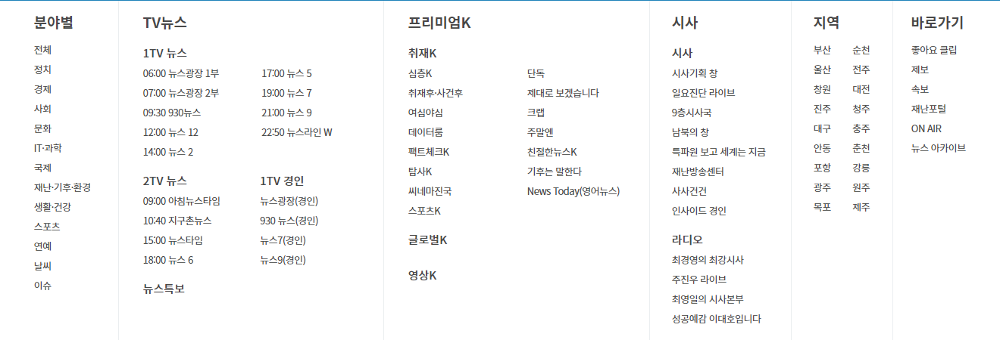 분야별
전체
정치
경제
사회
문화
IT·과학
국제
재난·기후·환경
생활·건강
스포츠
연예
날씨
이슈
TV뉴스
1TV 뉴스
06:00 뉴스광장 1부
07:00 뉴스광장 2부
09:30 930뉴스
12:00 뉴스 12
14:00 뉴스 2
17:00 뉴스 5
19:00 뉴스 7
21:00 뉴스 9
22:50 뉴스라인 W
2TV 뉴스
09:00 아침뉴스타임
10:40 지구촌뉴스
15:00 뉴스타임
18:00 뉴스 6
1TV 경인
뉴스광장(경인)
930 뉴스(경인)
뉴스7(경인)
뉴스9(경인)
뉴스특보
프리미엄K
취재K
심층K
취재후·사건후
여심야심
데이터룸
팩트체크K
탐사K
씨네마진국
스포츠K
단독
제대로 보겠습니다
크랩
주말엔
친절한뉴스K
기후는 말한다
News Today(영어뉴스)
글로벌K
영상K
시사
시사
시사기획 창
일요진단 라이브
9층시사국
남북의 창
특파원 보고 세계는 지금
재난방송센터
사사건건
인사이드 경인
라디오
최경영의 최강시사
주진우 라이브
최영일의 시사본부
성공예감 이대호입니다
지역
부산
울산
창원
진주
대구
안동
포항
광주
목포
순천
전주
대전
청주
충주
춘천
강릉
원주
제주
바로가기
좋아요 클립
제보
속보
재난포털
ON AIR
뉴스 아카이브